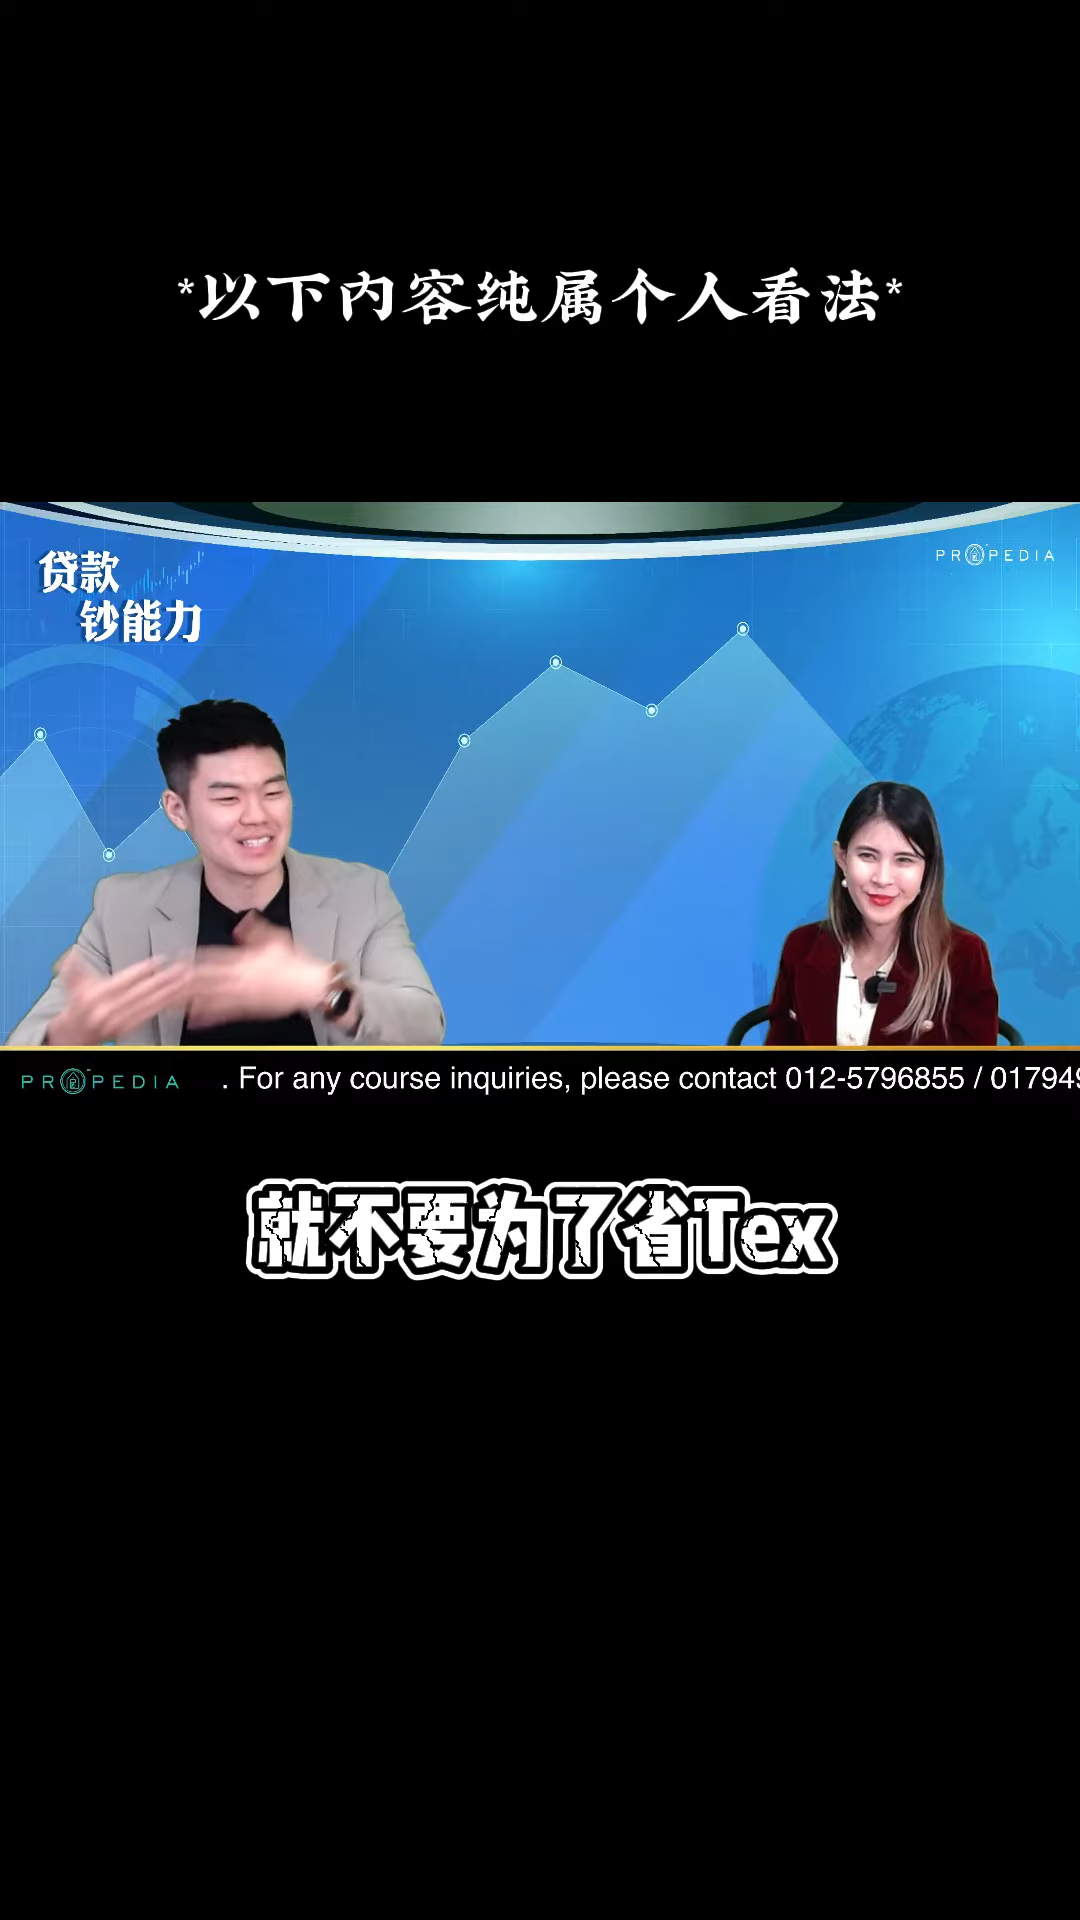 *以下内容纯属个人看法*
贷款
钞能力
PROPEDIA
PROPEDIA
. For any course inquiries, please contact 012-5796855 / 017949
就不要为了省Tex